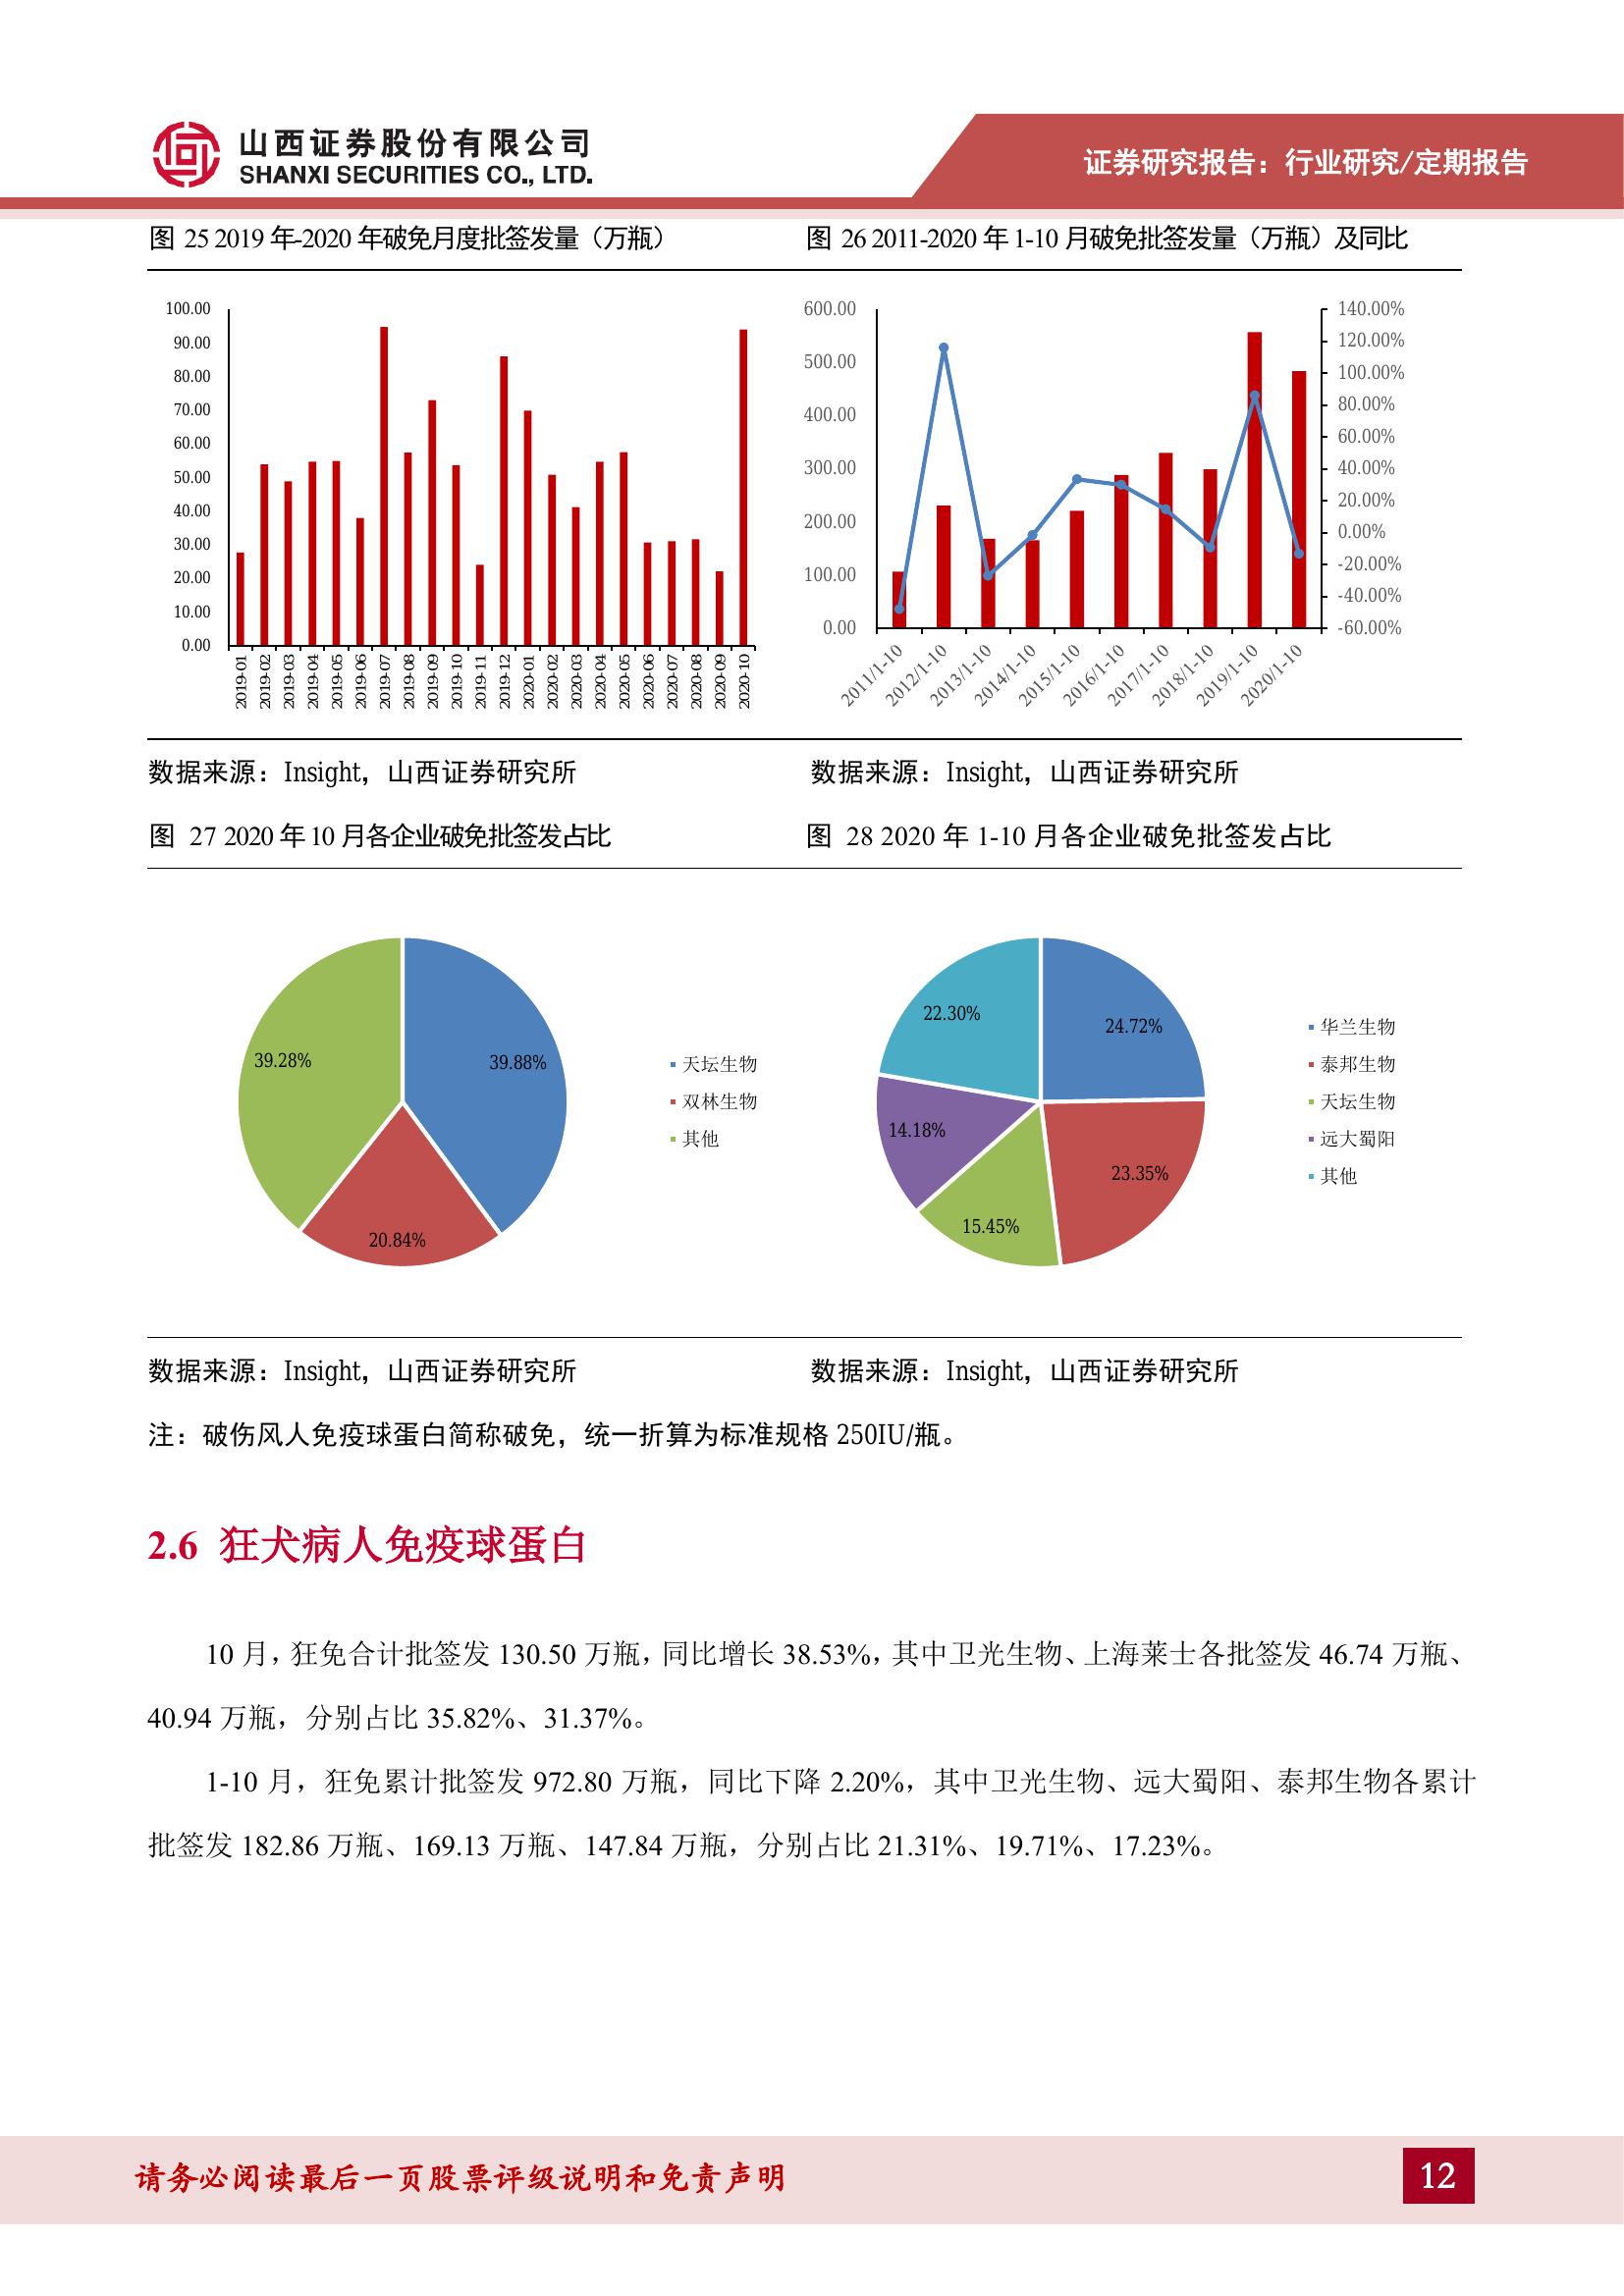 山西证券股份有限公司
SHANXI SECURITIES CO., LTD.
证券研究报告：行业研究/定期报告
图 25 2019 年-2020 年破免月度批签发量（万瓶）
图 26 2011-2020 年 1-10 月破免批签发量（万瓶）及同比
100.00
90.00
80.00
70.00
60.00
50.00
40.00
30.00
20.00
10.00
0.00
2019-01
2019-02
2019-03
2019-04
2019-05
2019-06
2019-07
2019-08
2019-09
2019-10
2019-11
2019-12
2020-01
2020-02
2020-03
2020-04
2020-05
2020-06
2020-07
2020-08
2020-09
2020-10
600.00
500.00
400.00
300.00
200.00
100.00
0.00
140.00%
120.00%
100.00%
80.00%
60.00%
40.00%
20.00%
0.00%
-20.00%
-40.00%
-60.00%
2011/1-10
2012/1-10
2013/1-10
2014/1-10
2015/1-10
2016/1-10
2017/1-10
2018/1-10
2019/1-10
2020/1-10
数据来源：Insight，山西证券研究所
数据来源：Insight，山西证券研究所
图 27 2020 年 10 月各企业破免批签发占比
图 28 2020 年 1-10 月各企业破免批签发占比
39.28%
39.88%
20.84%
天坛生物
双林生物
其他
22.30%
24.72%
14.18%
23.35%
15.45%
华兰生物
泰邦生物
天坛生物
远大蜀阳
其他
数据来源：Insight，山西证券研究所
数据来源：Insight，山西证券研究所
注：破伤风人免疫球蛋白简称破免，统一折算为标准规格 250IU/瓶。
2.6 狂犬病人免疫球蛋白
10 月，狂免合计批签发 130.50 万瓶，同比增长 38.53%，其中卫光生物、上海莱士各批签发 46.74 万瓶、
40.94 万瓶，分别占比 35.82%、31.37%。
1-10 月，狂免累计批签发 972.80 万瓶，同比下降 2.20%，其中卫光生物、远大蜀阳、泰邦生物各累计
批签发 182.86 万瓶、169.13 万瓶、147.84 万瓶，分别占比 21.31%、19.71%、17.23%。
请务必阅读最后一页股票评级说明和免责声明
12